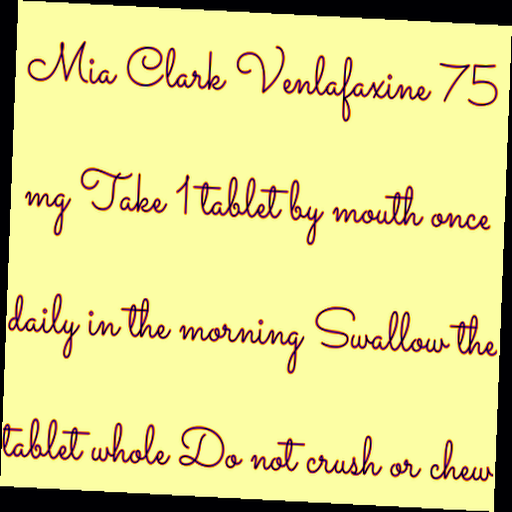 Mia Clark Venlafaxine 75
mg Take 1 tablet by mouth once
daily in the morning Swallow the
tablet whole Do not crush or chew